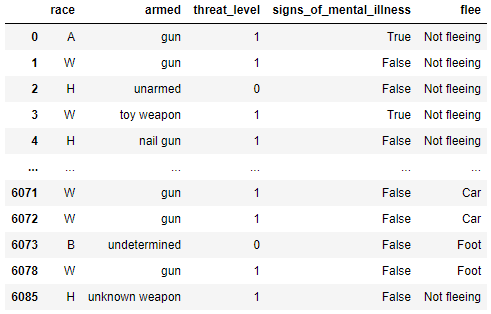 race armed threat_level signs_of_mental_illness flee
0 A gun 1 True Not fleeing
1 W gun 1 False Not fleeing
2 H unarmed 0 False Not fleeing
3 W toy weapon 1 True Not fleeing
4 H nail gun 1 False Not fleeing
... ... ... ... ... ...
6071 W gun 1 False Car
6072 W gun 1 False Car
6073 B undetermined 0 False Foot
6078 W gun 1 False Foot
6085 H unknown weapon 1 False Not fleeing